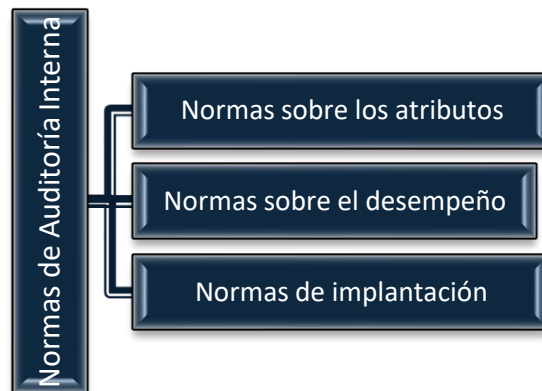 Normas de Auditoría Interna
Normas sobre los atributos
Normas sobre el desempeño
Normas de implantación